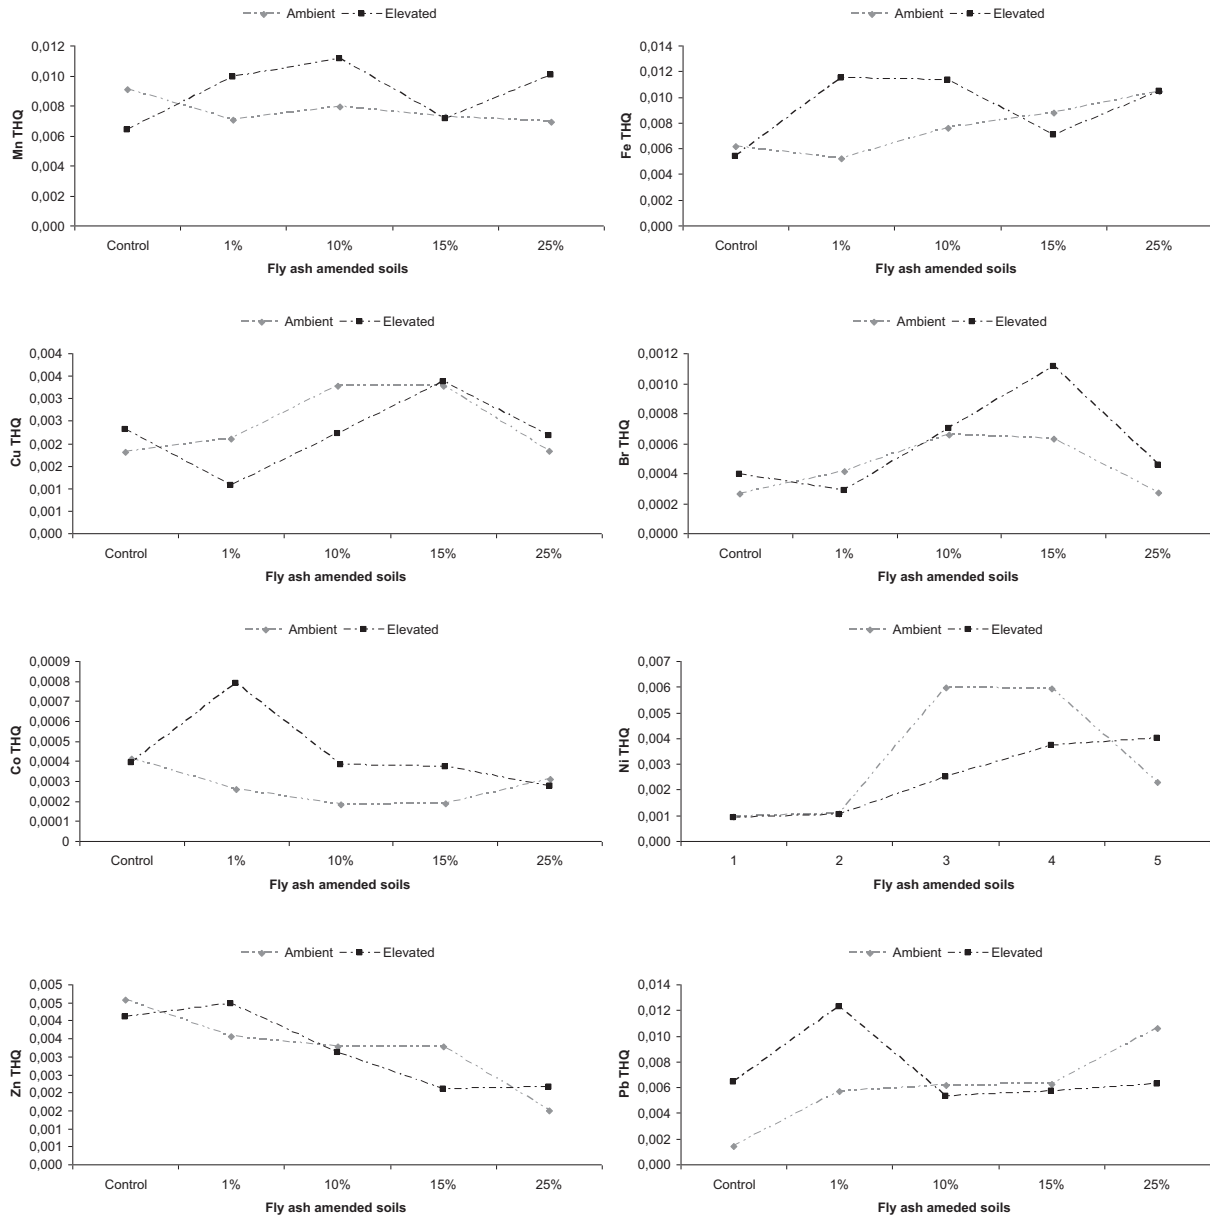 Ambient Elevated
0,012
0,010
0,008
0,006
0,004
0,002
0,000
Mn THQ
Control 1% 10% 15% 25%
Fly ash amended soils
Ambient Elevated
0,014
0,012
0,010
0,008
0,006
0,004
0,002
0,000
Fe THQ
Control 1% 10% 15% 25%
Fly ash amended soils
Ambient Elevated
0,004
0,004
0,003
0,003
0,002
0,002
0,001
0,001
0,000
Cu THQ
Control 1% 10% 15% 25%
Fly ash amended soils
Ambient Elevated
0,0012
0,0010
0,0008
0,0006
0,0004
0,0002
0,0000
Br THQ
Control 1% 10% 15% 25%
Fly ash amended soils
Ambient Elevated
0,0009
0,0008
0,0007
0,0006
0,0005
0,0004
0,0003
0,0002
0,0001
0
Co THQ
Control 1% 10% 15% 25%
Fly ash amended soils
Ambient Elevated
0,007
0,006
0,005
0,004
0,003
0,002
0,001
0,000
Ni THQ
1 2 3 4 5
Fly ash amended soils
Ambient Elevated
0,005
0,005
0,004
0,004
0,003
0,003
0,002
0,002
0,001
0,001
0,000
Zn THQ
Control 1% 10% 15% 25%
Fly ash amended soils
Ambient Elevated
0,014
0,012
0,010
0,008
0,006
0,004
0,002
0,000
Pb THQ
Control 1% 10% 15% 25%
Fly ash ameded soils